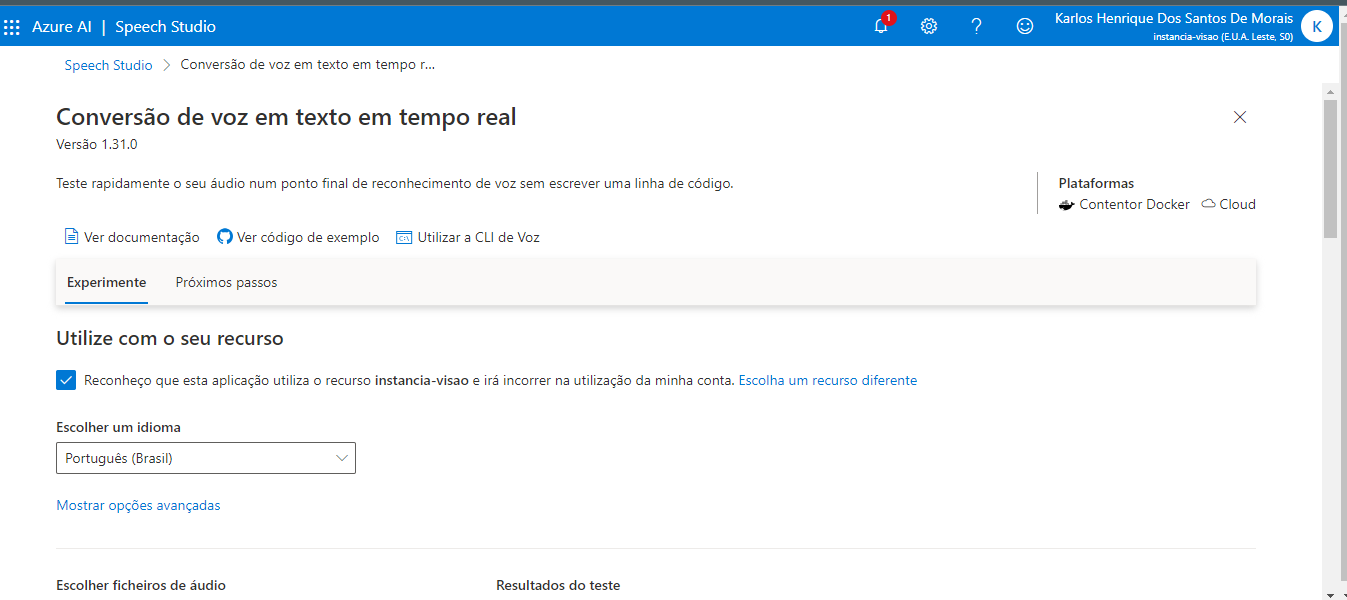 Azure AI | Speech Studio
1
Karlos Henrique Dos Santos De Morais
instancia-visao (E.U.A. Leste, S0)
K
Speech Studio > Conversão de voz em texto em tempo r...
Conversão de voz em texto em tempo real
Versão 1.31.0
Teste rapidamente o seu áudio num ponto final de reconhecimento de voz sem escrever uma linha de código.
Plataformas
Contentor Docker Cloud
Ver documentação Ver código de exemplo Utilizar a CLI de Voz
Experimente Próximos passos
Utilize com o seu recurso
Reconheço que esta aplicação utiliza o recurso instancia-visao e irá incorrer na utilização da minha conta. Escolha um recurso diferente
Escolher um idioma
Português (Brasil)
Mostrar opções avançadas
Escolher ficheiros de áudio Resultados do teste